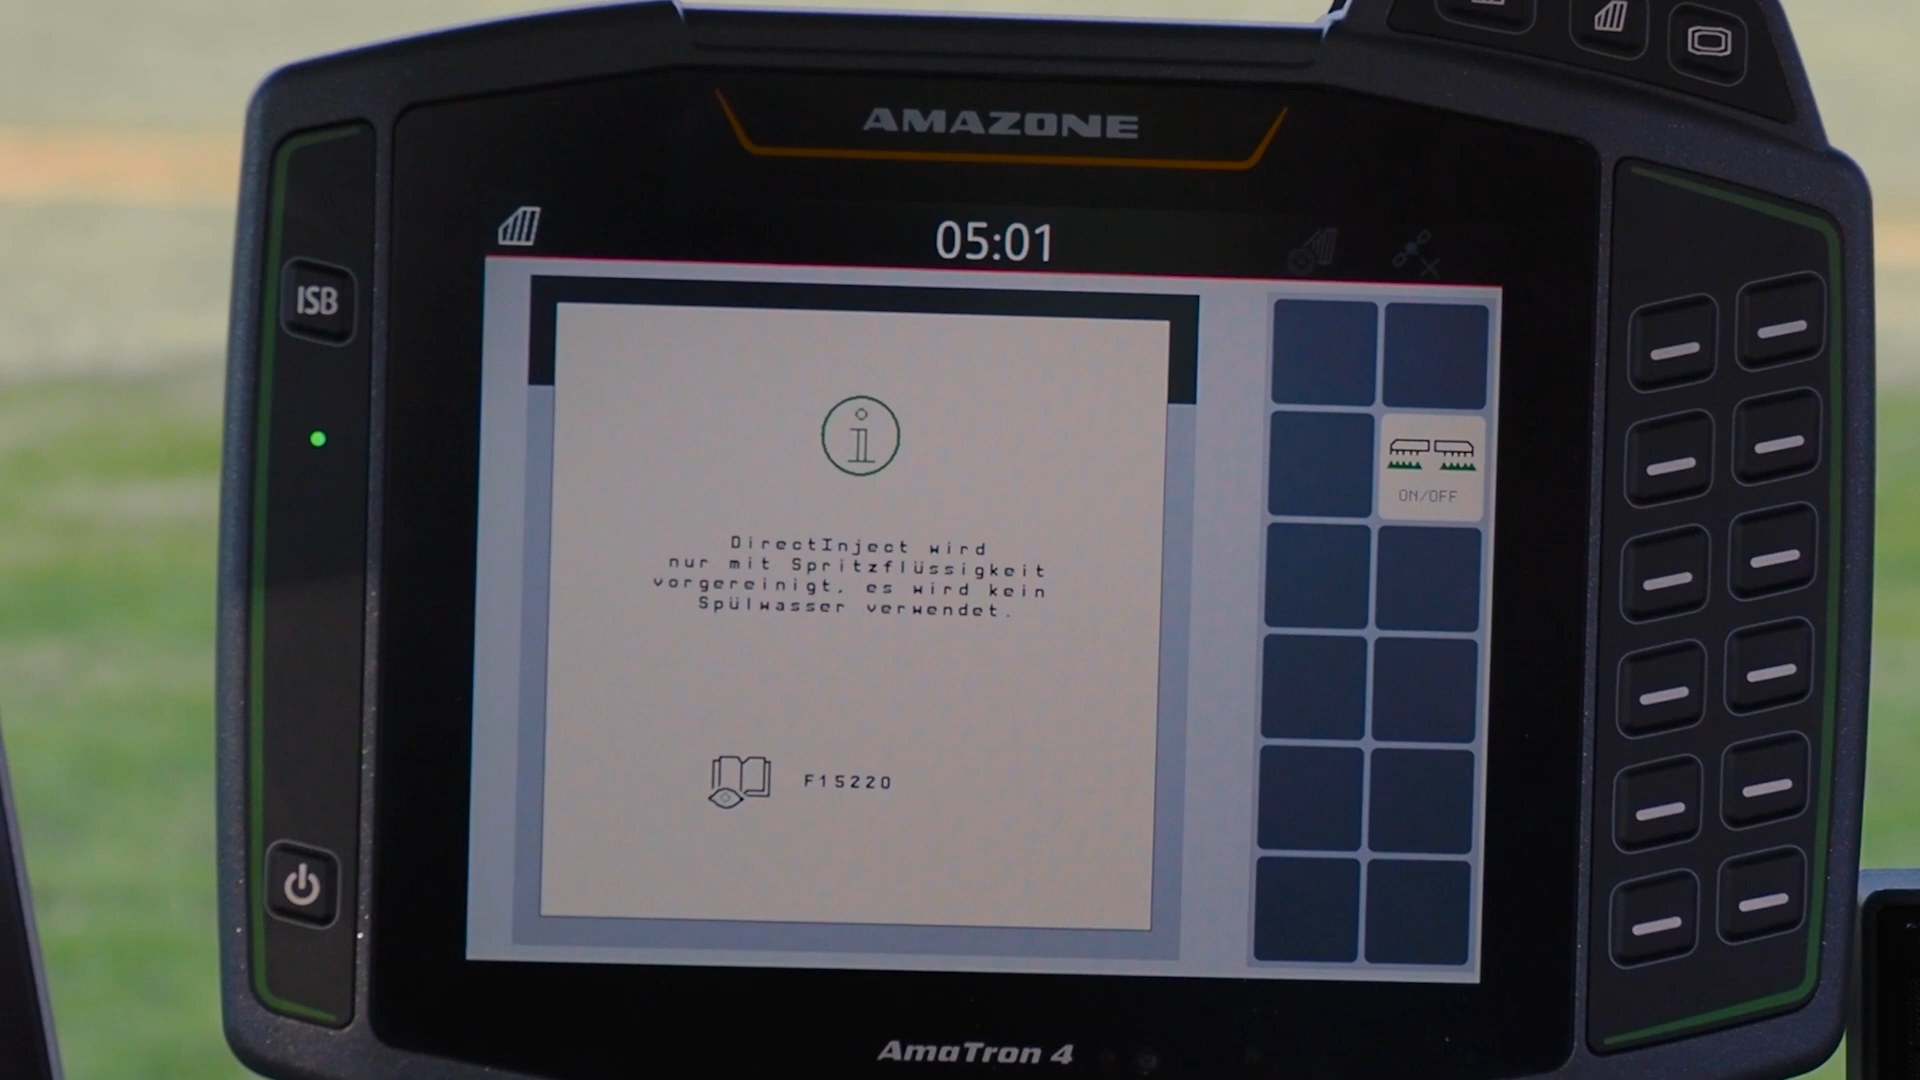 AMAZONE
05:01
ISB
ON/OFF
DirectInject wird
nur mit Spritzflüssigkeit
vorgereinigt, es wird kein
Spülwasser verwendet.
F15220
AmaTron 4